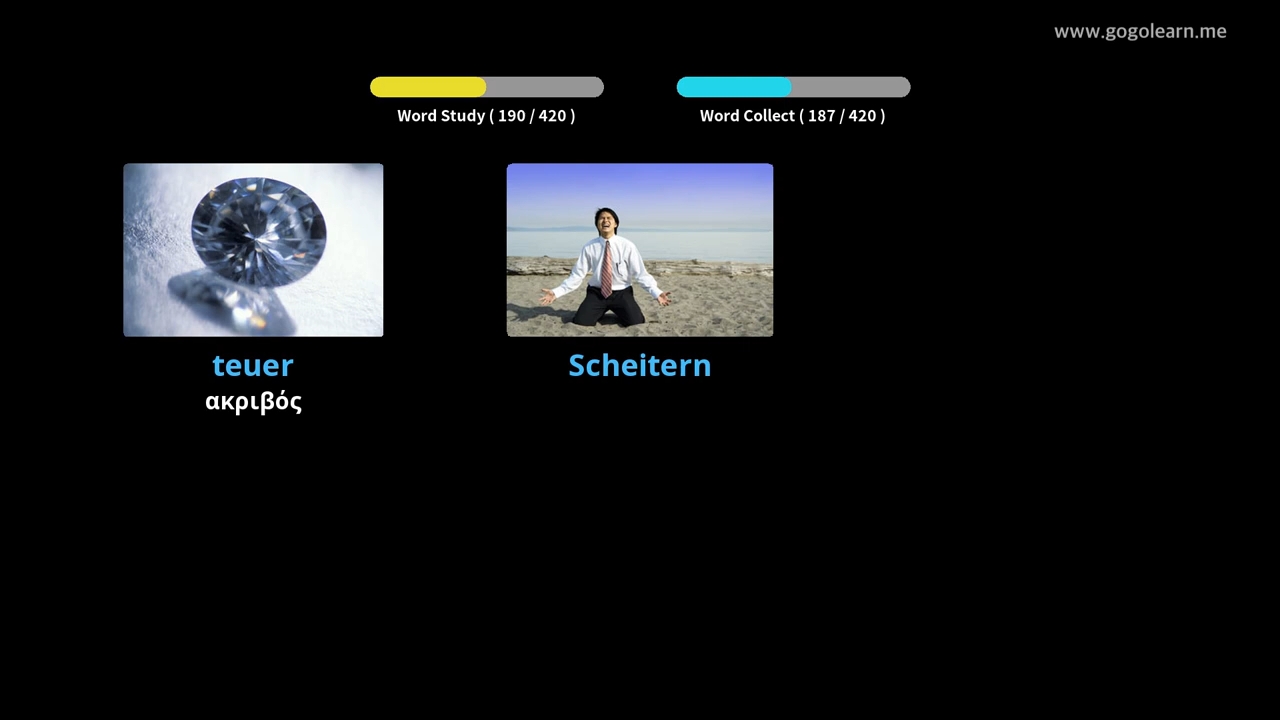 www.gogolearn.me
Word Study ( 190 / 420 )
Word Collect ( 187 / 420 )
teuer
ακριβός
Scheitern